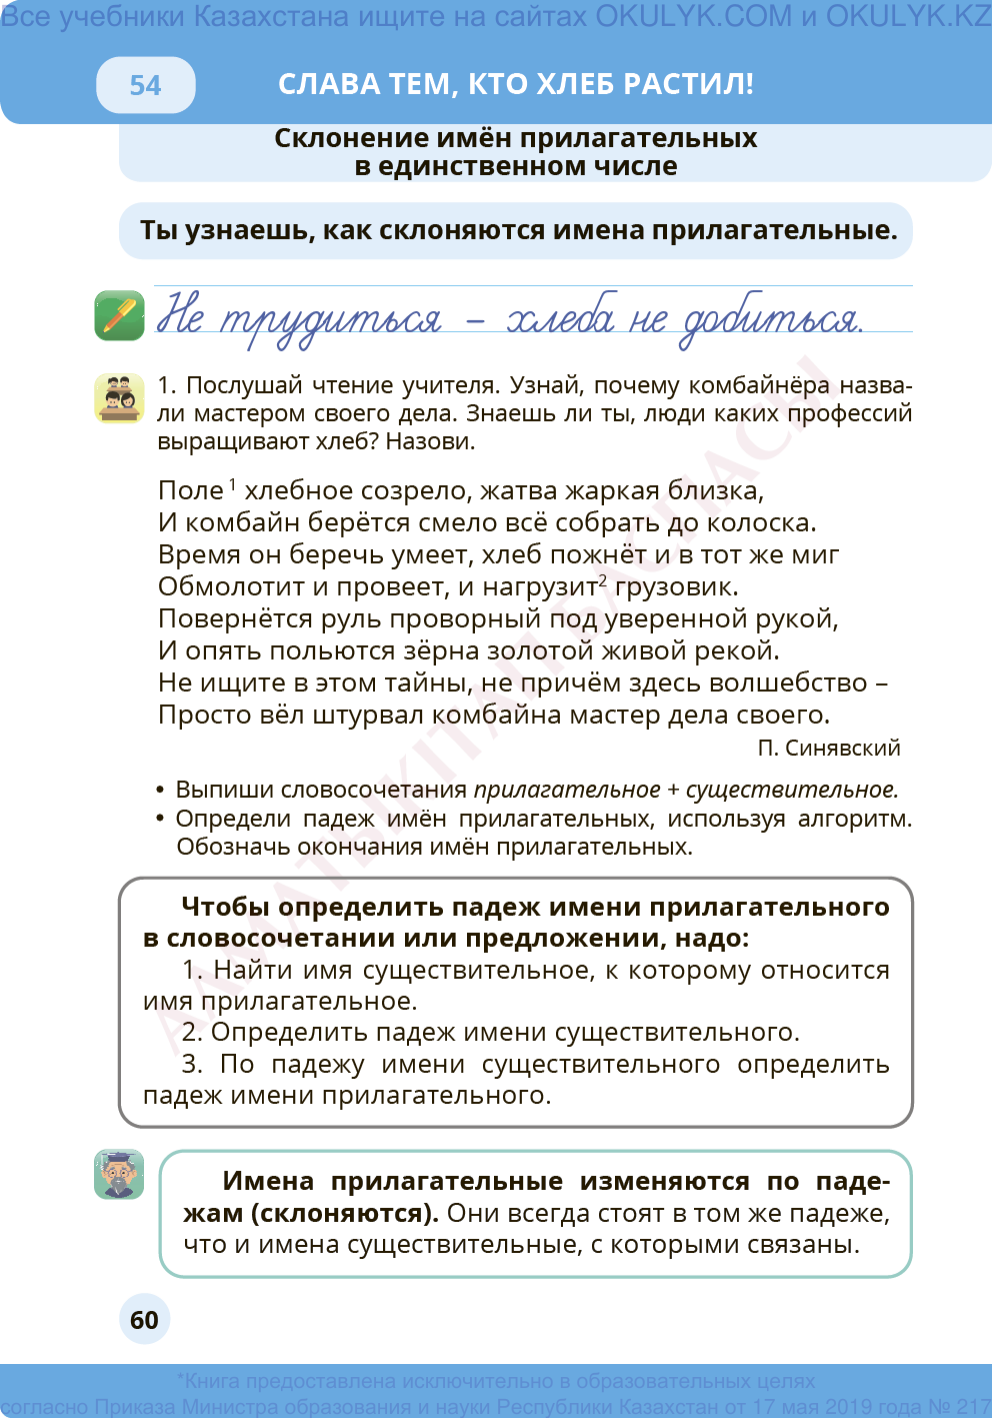 Все учебники Казахстана ищите на сайтах OKULYK.COM и OKULYK.KZ
54
СЛАВА ТЕМ, КТО ХЛЕБ РАСТИЛ!
Склонение имён прилагательных
в единственном числе
Ты узнаешь, как склоняются имена прилагательные.
Не трудиться – хлеба не добиться.
1. Послушай чтение учителя. Узнай, почему комбайнёра назва-
ли мастером своего дела. Знаешь ли ты, люди каких профессий
выращивают хлеб? Назови.
Поле¹ хлебное созрело, жатва жаркая близка,
И комбайн берётся смело всё собрать до колоска.
Время он беречь умеет, хлеб пожнёт и в тот же миг
Обмолотит и провеет, и нагрузит² грузовик.
Повернётся руль проворный под уверенной рукой,
И опять польются зёрна золотой живой рекой.
Не ищите в этом тайны, не причём здесь волшебство –
Просто вёл штурвал комбайна мастер дела своего.
П. Синявский
• Выпиши словосочетания прилагательное + существительное.
• Определи падеж имён прилагательных, используя алгоритм.
Обозначь окончания имён прилагательных.
Чтобы определить падеж имени прилагательного
в словосочетании или предложении, надо:
1. Найти имя существительное, к которому относится
имя прилагательное.
2. Определить падеж имени существительного.
3. По падежу имени существительного определить
падеж имени прилагательного.
Имена прилагательные изменяются по паде-
жам (склоняются). Они всегда стоят в том же падеже,
что и имена существительные, с которыми связаны.
60
АЛМАТЫКІТАП БАСПАСЫ
*Книга предоставлена исключительно в образовательных целях
согласно Приказа Министра образования и науки Республики Казахстан от 17 мая 2019 года № 217